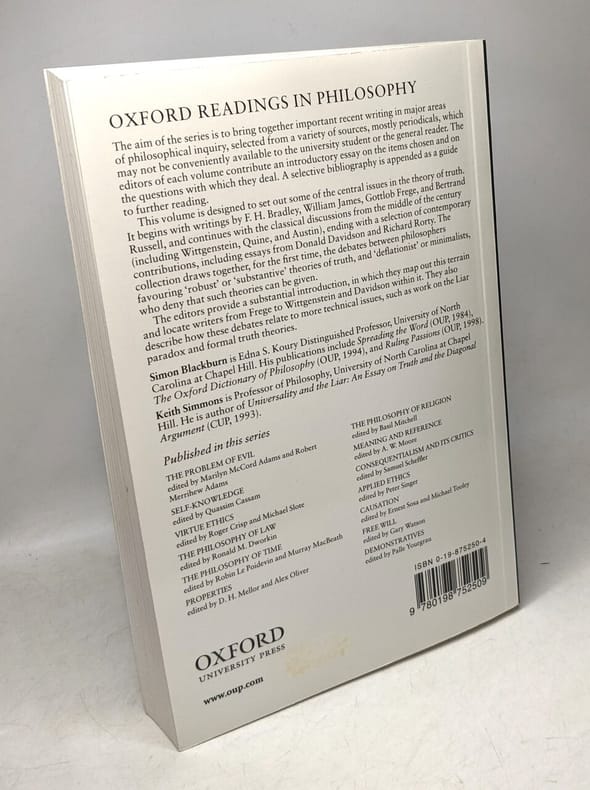 OXFORD READINGS IN PHILOSOPHY
The aim of the series is to bring together important recent writing in major areas
of philosophical inquiry, selected from a variety of sources, mostly periodicals, which
may not be conveniently available to the university student or the general reader. The
editors of each volume contribute an introductory essay on the items chosen and on
the questions with which they deal. A selective bibliography is appended as a guide
to further reading.
This volume is designed to set out some of the central issues in the theory of truth.
It begins with writings by F. H. Bradley, William James, Gottlob Frege, and Bertrand
Russell, and continues with the classical discussions from the middle of the century
(including Wittgenstein, Quine, and Austin), ending with a selection of contemporary
contributions, including essays from Donald Davidson and Richard Rorty. The
collection draws together, for the first time, the debates between philosophers
favouring 'robust' or 'substantive' theories of truth, and 'deflationist' or minimalists,
who deny that such theories can be given.
The editors provide a substantial introduction, in which they map out this terrain
and locate writers from Frege to Wittgenstein and Davidson within it. They also
describe how these debates relate to more technical issues, such as work on the Liar
paradox and formal truth theories.
Simon Blackburn is Edna S. Koury Distinguished Professor, University of North
Carolina at Chapel Hill. His publications include Spreading the Word (OUP, 1984),
The Oxford Dictionary of Philosophy (OUP, 1994), and Ruling Passions (OUP, 1998).
Keith Simmons is Professor of Philosophy, University of North Carolina at Chapel
Hill. He is author of Universality and the Liar: An Essay on Truth and the Diagonal
Argument (CUP, 1993).
Published in this series
THE PROBLEM OF EVIL
edited by Marilyn McCord Adams and Robert
Merrihew Adams
SELF-KNOWLEDGE
edited by Quassim Cassam
VIRTUE ETHICS
edited by Roger Crisp and Michael Slote
THE PHILOSOPHY OF LAW
edited by Ronald M. Dworkin
THE PHILOSOPHY OF TIME
edited by Robin Le Poidevin and Murray MacBeath
PROPERTIES
edited by D. H. Mellor and Alex Oliver
THE PHILOSOPHY OF RELIGION
edited by Basil Mitchell
MEANING AND REFERENCE
edited by A. W. Moore
CONSEQUENTIALISM AND ITS CRITICS
edited by Samuel Scheffler
APPLIED ETHICS
edited by Peter Singer
CAUSATION
edited by Ernest Sosa and Michael Tooley
FREE WILL
edited by Gary Watson
DEMONSTRATIVES
edited by Palle Yourgrau
ISBN 0-19-875250-4
9 780198 752509
OXFORD
UNIVERSITY PRESS
www.oup.com